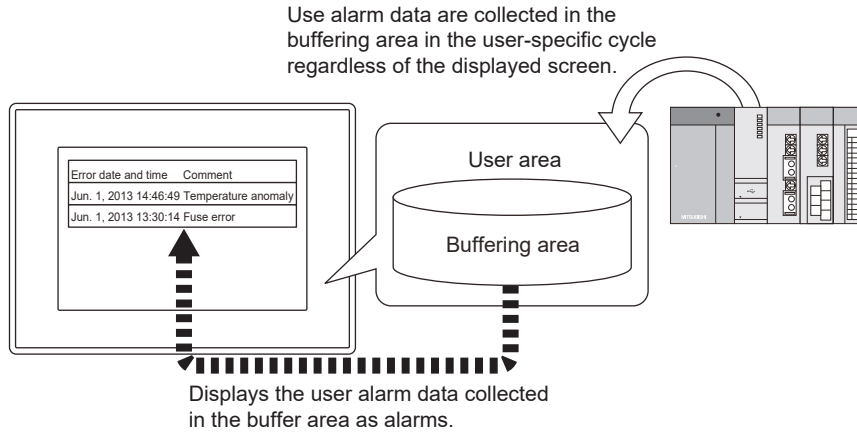 Use alarm data are collected in the
buffering area in the user-specific cycle
regardless of the displayed screen.
Error date and time Comment
Jun. 1, 2013 14:46:49 Temperature anomaly
Jun. 1, 2013 13:30:14 Fuse error
User area
Buffering area
MITSUBISHI
Displays the user alarm data collected
in the buffer area as alarms.